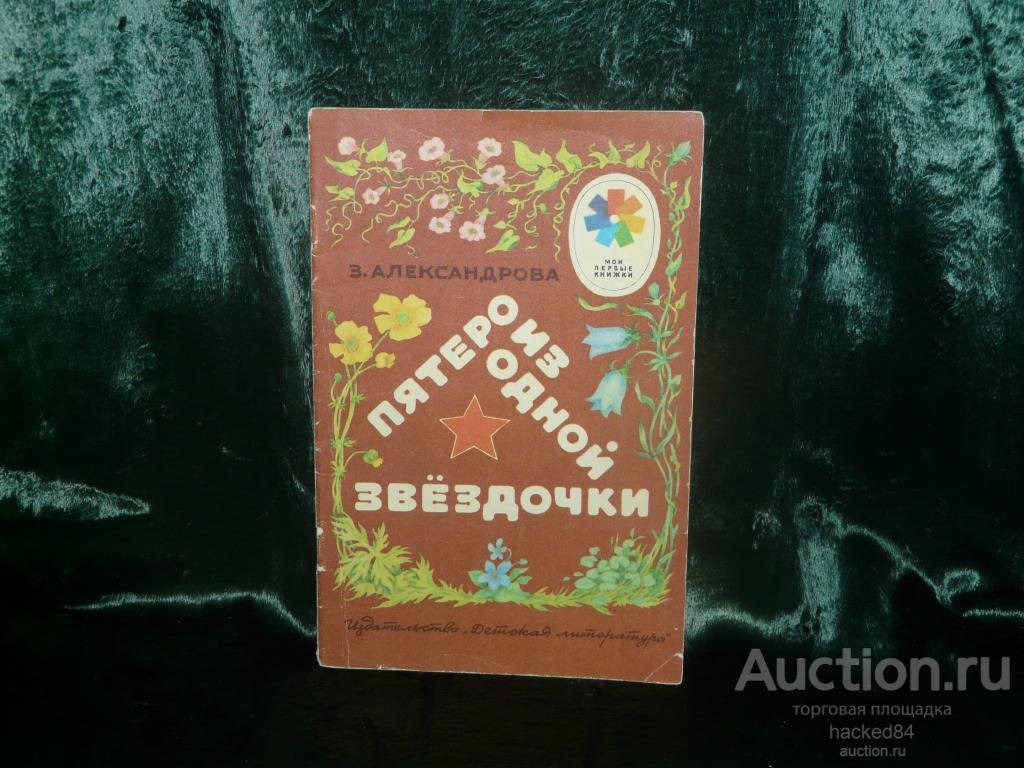 З. АЛЕКСАНДРОВА
МОИ
ПЕРВЫЕ
КНИЖКИ
ПЯТЕРО
ИЗ
ОДНОЙ
ЗВЁЗДОЧКИ
Издательство „Детская литература"
Auction.ru
торговая площадка
hacked84
auction.ru